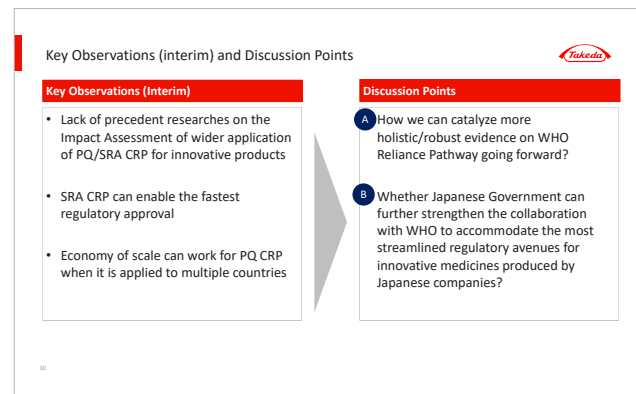 Key Observations (interim) and Discussion Points
Takeda
Key Observations (Interim)
• Lack of precedent researches on the
Impact Assessment of wider application
of PQ/SRA CRP for innovative products
• SRA CRP can enable the fastest
regulatory approval
• Economy of scale can work for PQ CRP
when it is applied to multiple countries
Discussion Points
A How we can catalyze more
holistic/robust evidence on WHO
Reliance Pathway going forward?
B Whether Japanese Government can
further strengthen the collaboration
with WHO to accommodate the most
streamlined regulatory avenues for
innovative medicines produced by
Japanese companies?